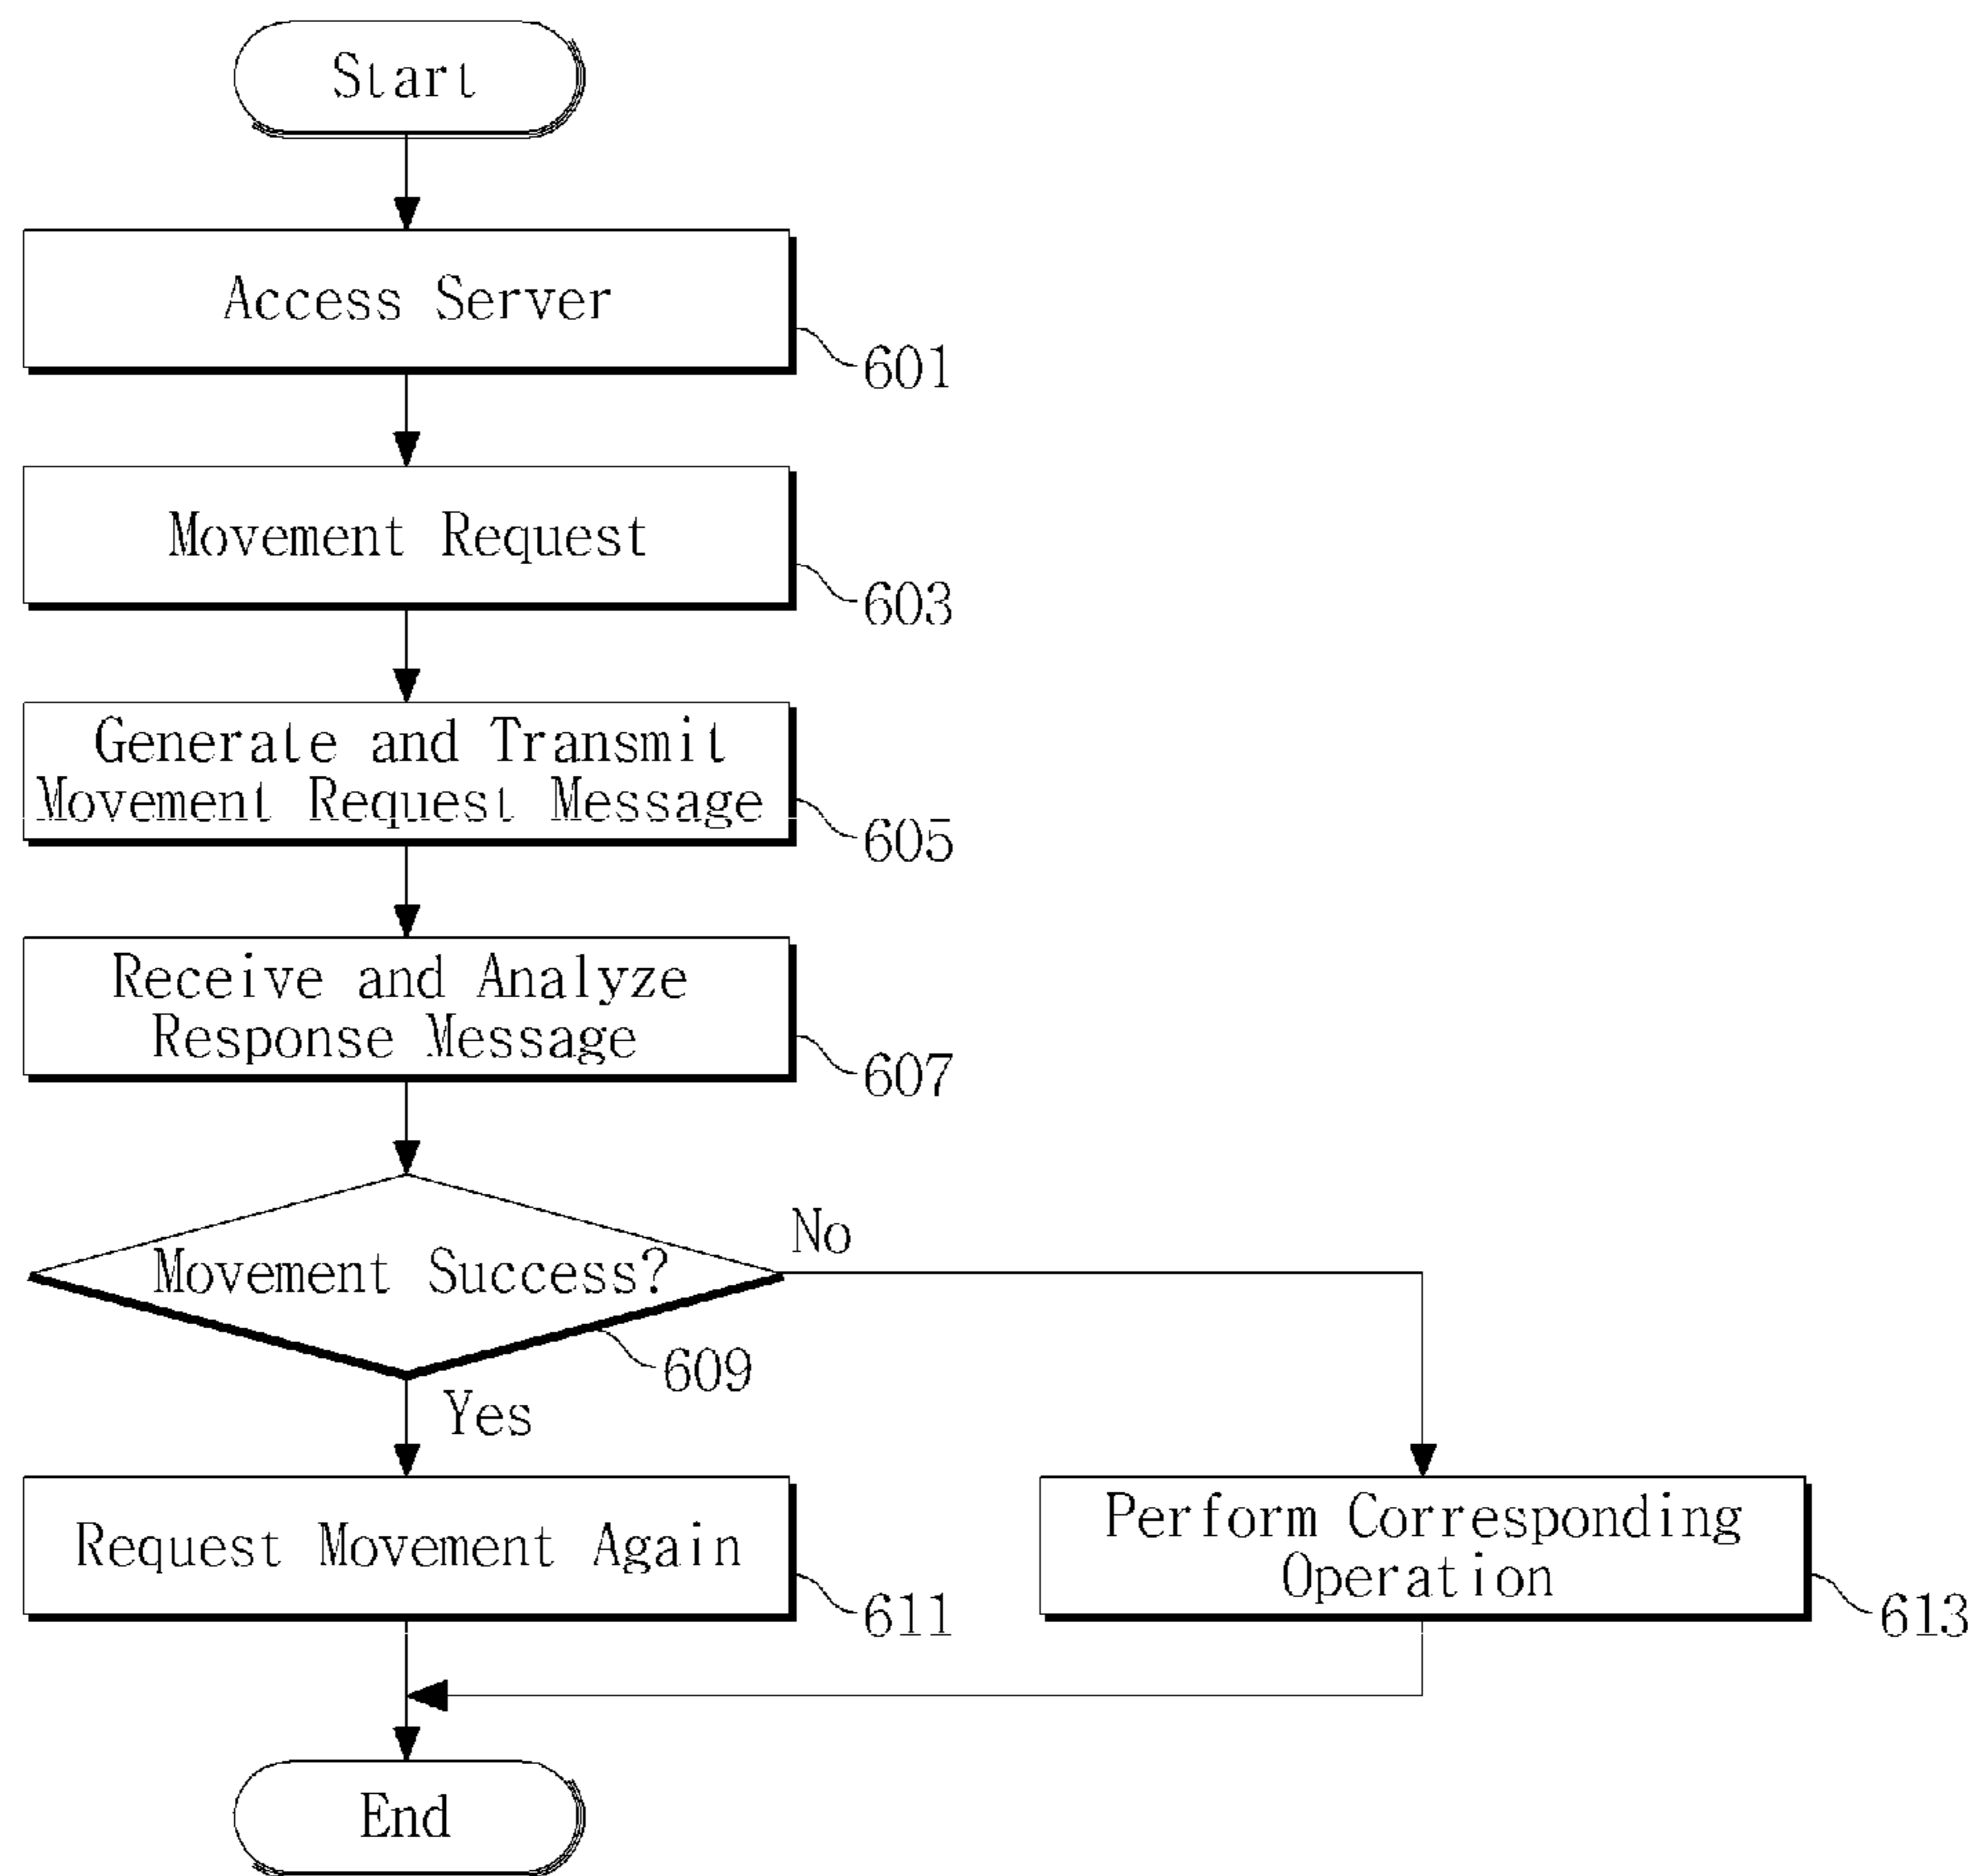 Start
Access Server
601
Movement Request
603
Generate and Transmit
Movement Request Message
605
Receive and Analyze
Response Message
607
Movement Success?
No
609
Yes
Request Movement Again
611
Perform Corresponding
Operation
613
End